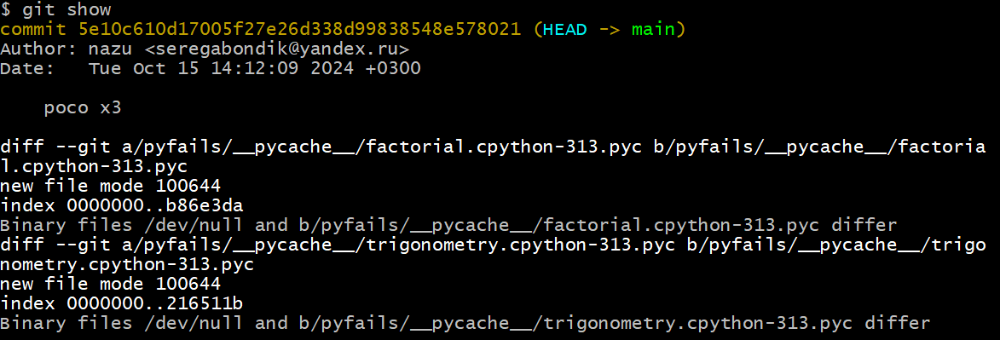 $ git show
commit 5e10c610d17005f27e26d338d99838548e578021 (HEAD -> main)
Author: nazu <seregabondik@yandex.ru>
Date:   Tue Oct 15 14:12:09 2024 +0300
poco x3
diff --git a/pyfails/__pycache__/factorial.cpython-313.pyc b/pyfails/__pycache__/factoria
l.cpython-313.pyc
new file mode 100644
index 0000000..b86e3da
Binary files /dev/null and b/pyfails/__pycache__/factorial.cpython-313.pyc differ
diff --git a/pyfails/__pycache__/trigonometry.cpython-313.pyc b/pyfails/__pycache__/trigo
nometry.cpython-313.pyc
new file mode 100644
index 0000000..216511b
Binary files /dev/null and b/pyfails/__pycache__/trigonometry.cpython-313.pyc differ